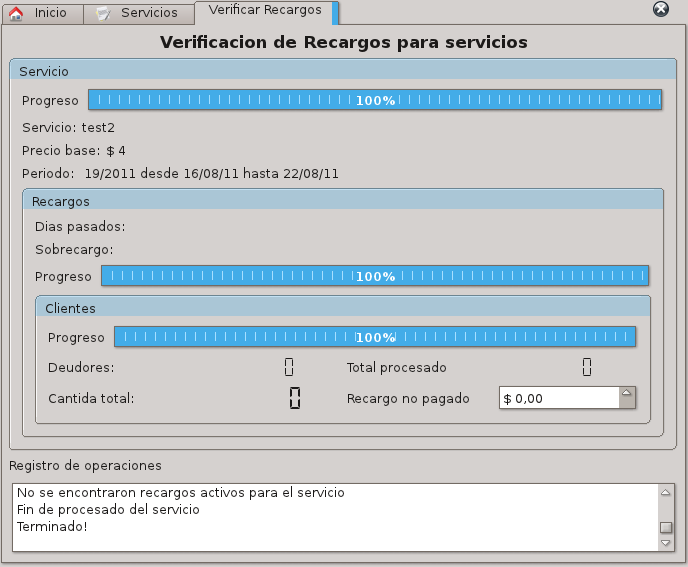 Inicio Servicios Verificar Recargos
Verificacion de Recargos para servicios
Servicio
Progreso 100%
Servicio: test2
Precio base: $ 4
Periodo: 19/2011 desde 16/08/11 hasta 22/08/11
Recargos
Dias pasados:
Sobrecargo:
Progreso 100%
Clientes
Progreso 100%
Deudores: 0 Total procesado 0
Cantida total: 0 Recargo no pagado $ 0,00
Registro de operaciones
No se encontraron recargos activos para el servicio
Fin de procesado del servicio
Terminado!